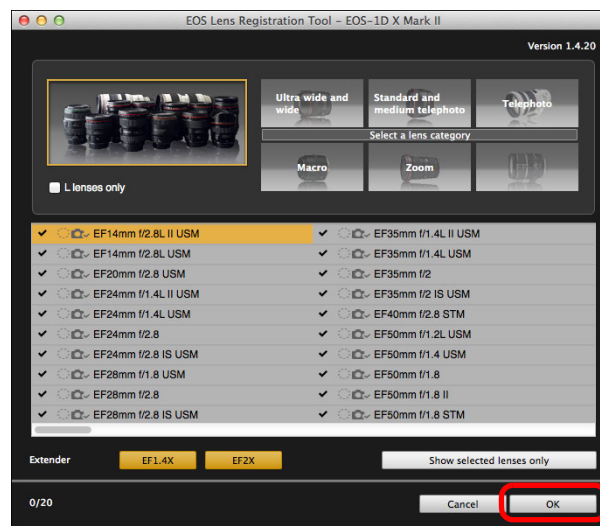 EOS Lens Registration Tool - EOS-1D X Mark II
Version 1.4.20
Ultra wide and
wide
Standard and
medium telephoto
Telephoto
Select a lens category
Macro
Zoom
L lenses only
EF14mm f/2.8L II USM
EF14mm f/2.8L USM
EF20mm f/2.8 USM
EF24mm f/1.4L II USM
EF24mm f/1.4L USM
EF24mm f/2.8
EF24mm f/2.8 IS USM
EF28mm f/1.8 USM
EF28mm f/2.8
EF28mm f/2.8 IS USM
EF35mm f/1.4L II USM
EF35mm f/1.4L USM
EF35mm f/2
EF35mm f/2 IS USM
EF40mm f/2.8 STM
EF50mm f/1.2L USM
EF50mm f/1.4 USM
EF50mm f/1.8
EF50mm f/1.8 II
EF50mm f/1.8 STM
Extender
EF1.4X
EF2X
Show selected lenses only
0/20
Cancel
OK